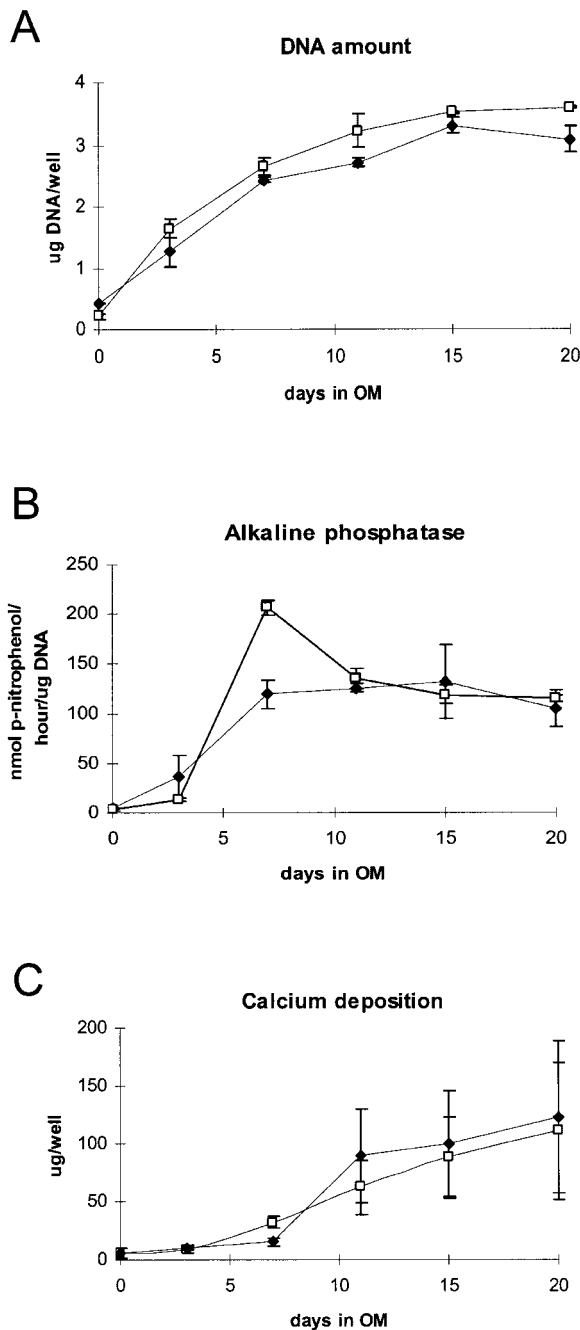 A
DNA amount
ug DNA/well
4
3
2
1
0
0 5 10 15 20
days in OM
B
Alkaline phosphatase
nmol p-nitrophenol/
hour/ug DNA
250
200
150
100
50
0
0 5 10 15 20
days in OM
C
Calcium deposition
ug/well
200
150
100
50
0
0 5 10 15 20
days in OM